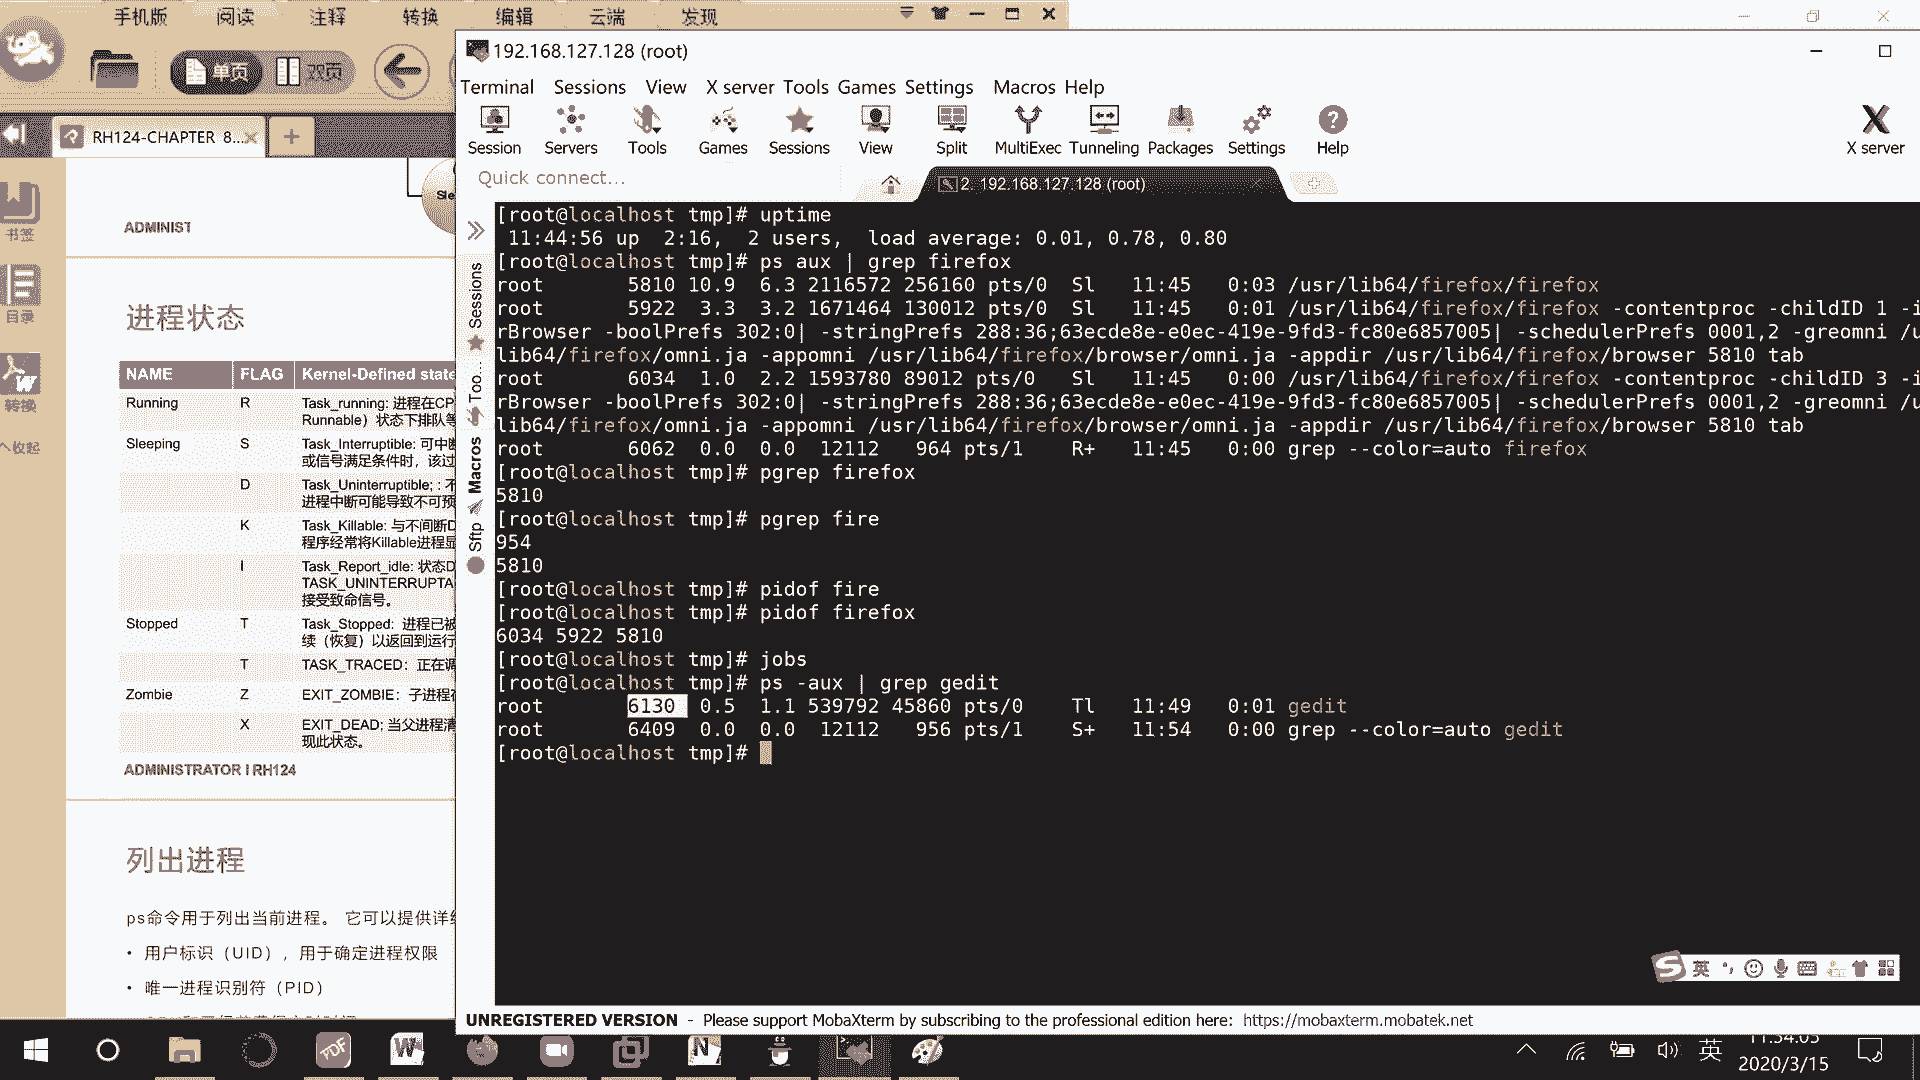 手机版 阅读 注释 转换 编辑 云端 发现
单页 双页
RH124-CHAPTER 8...
书签
目录
转换
收起
ADMINIST
进程状态
NAME FLAG Kernel-Defined state
Running R Task_running: 进程在CP
Runnable）状态下排队等
Sleeping S Task_Interruptible: 可中断
或信号满足条件时，该过
D Task_Uninterruptible; : 不
进程中断可能导致不可预
K Task_Killable: 与不间断D
程序经常将Killable进程显
I Task_Report_idle: 状态D
TASK_UNINTERRUPTA
接受致命信号。
Stopped T Task_Stopped: 进程已被
续（恢复）以返回到运行
T TASK_TRACED：正在调
Zombie Z EXIT_ZOMBIE：子进程在
X EXIT_DEAD; 当父进程清
现此状态。
ADMINISTRATOR I RH124
列出进程
ps命令用于列出当前进程。 它可以提供详细
• 用户标识（UID），用于确定进程权限
• 唯一进程识别符（PID）
192.168.127.128 (root)
Terminal Sessions View X server Tools Games Settings Macros Help
Session Servers Tools Games Sessions View Split MultiExec Tunneling Packages Settings Help X server
Quick connect...
2. 192.168.127.128 (root)
Sessions
Too...
Macros
Sftp
[root@localhost tmp]# uptime
11:44:56 up 2:16, 2 users, load average: 0.01, 0.78, 0.80
[root@localhost tmp]# ps aux | grep firefox
root 5810 10.9 6.3 2116572 256160 pts/0 Sl 11:45 0:03 /usr/lib64/firefox/firefox
root 5922 3.3 3.2 1671464 130012 pts/0 Sl 11:45 0:01 /usr/lib64/firefox/firefox -contentproc -childID 1 -i
rBrowser -boolPrefs 302:0| -stringPrefs 288:36;63ecde8e-e0ec-419e-9fd3-fc80e6857005| -schedulerPrefs 0001,2 -greomni /u
lib64/firefox/omni.ja -appomni /usr/lib64/firefox/browser/omni.ja -appdir /usr/lib64/firefox/browser 5810 tab
root 6034 1.0 2.2 1593780 89012 pts/0 Sl 11:45 0:00 /usr/lib64/firefox/firefox -contentproc -childID 3 -i
rBrowser -boolPrefs 302:0| -stringPrefs 288:36;63ecde8e-e0ec-419e-9fd3-fc80e6857005| -schedulerPrefs 0001,2 -greomni /u
lib64/firefox/omni.ja -appomni /usr/lib64/firefox/browser/omni.ja -appdir /usr/lib64/firefox/browser 5810 tab
root 6062 0.0 0.0 12112 964 pts/1 R+ 11:45 0:00 grep --color=auto firefox
[root@localhost tmp]# pgrep firefox
5810
[root@localhost tmp]# pgrep fire
954
5810
[root@localhost tmp]# pidof fire
[root@localhost tmp]# pidof firefox
6034 5922 5810
[root@localhost tmp]# jobs
[root@localhost tmp]# ps -aux | grep gedit
root 6130 0.5 1.1 539792 45860 pts/0 Tl 11:49 0:01 gedit
root 6409 0.0 0.0 12112 956 pts/1 S+ 11:54 0:00 grep --color=auto gedit
[root@localhost tmp]#
英
UNREGISTERED VERSION - Please support MobaXterm by subscribing to the professional edition here: https://mobaxterm.mobatek.net
英
11:54:05
2020/3/15